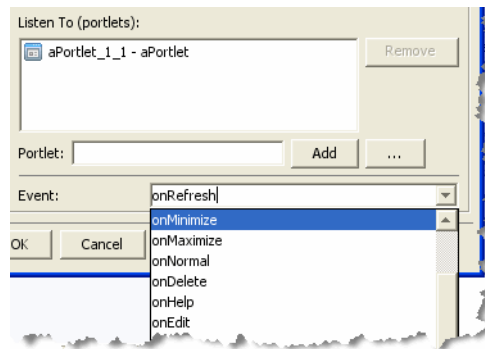 Listen To (portlets):
aPortlet_1_1 - aPortlet
Remove
Portlet:
Add
...
Event:
onRefresh
onMinimize
OK
Cancel
onMaximize
onNormal
onDelete
onHelp
onEdit